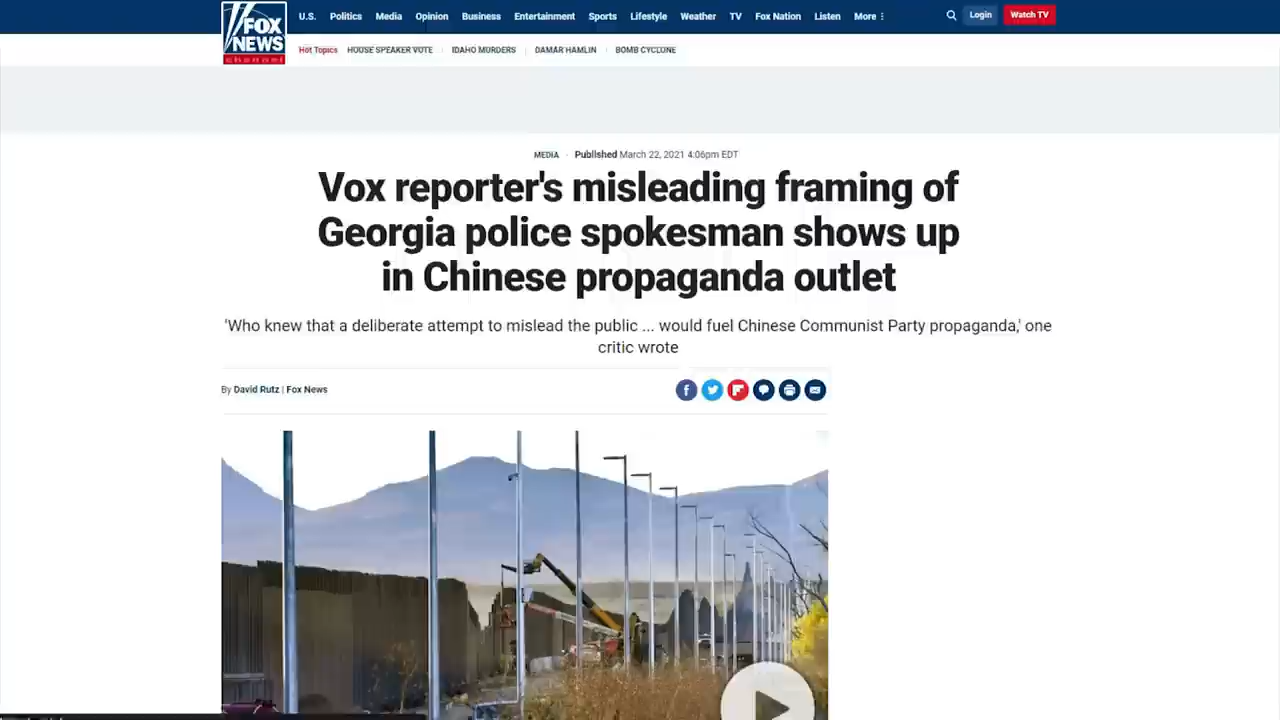 FOX
NEWS
channel
U.S. Politics Media Opinion Business Entertainment Sports Lifestyle Weather TV Fox Nation Listen More Login Watch TV
Hot Topics HOUSE SPEAKER VOTE IDAHO MURDERS DAMAR HAMLIN BOMB CYCLONE
MEDIA · Published March 22, 2021 4:06pm EDT
Vox reporter's misleading framing of
Georgia police spokesman shows up
in Chinese propaganda outlet
'Who knew that a deliberate attempt to mislead the public ... would fuel Chinese Communist Party propaganda,' one
critic wrote
By David Rutz | Fox News